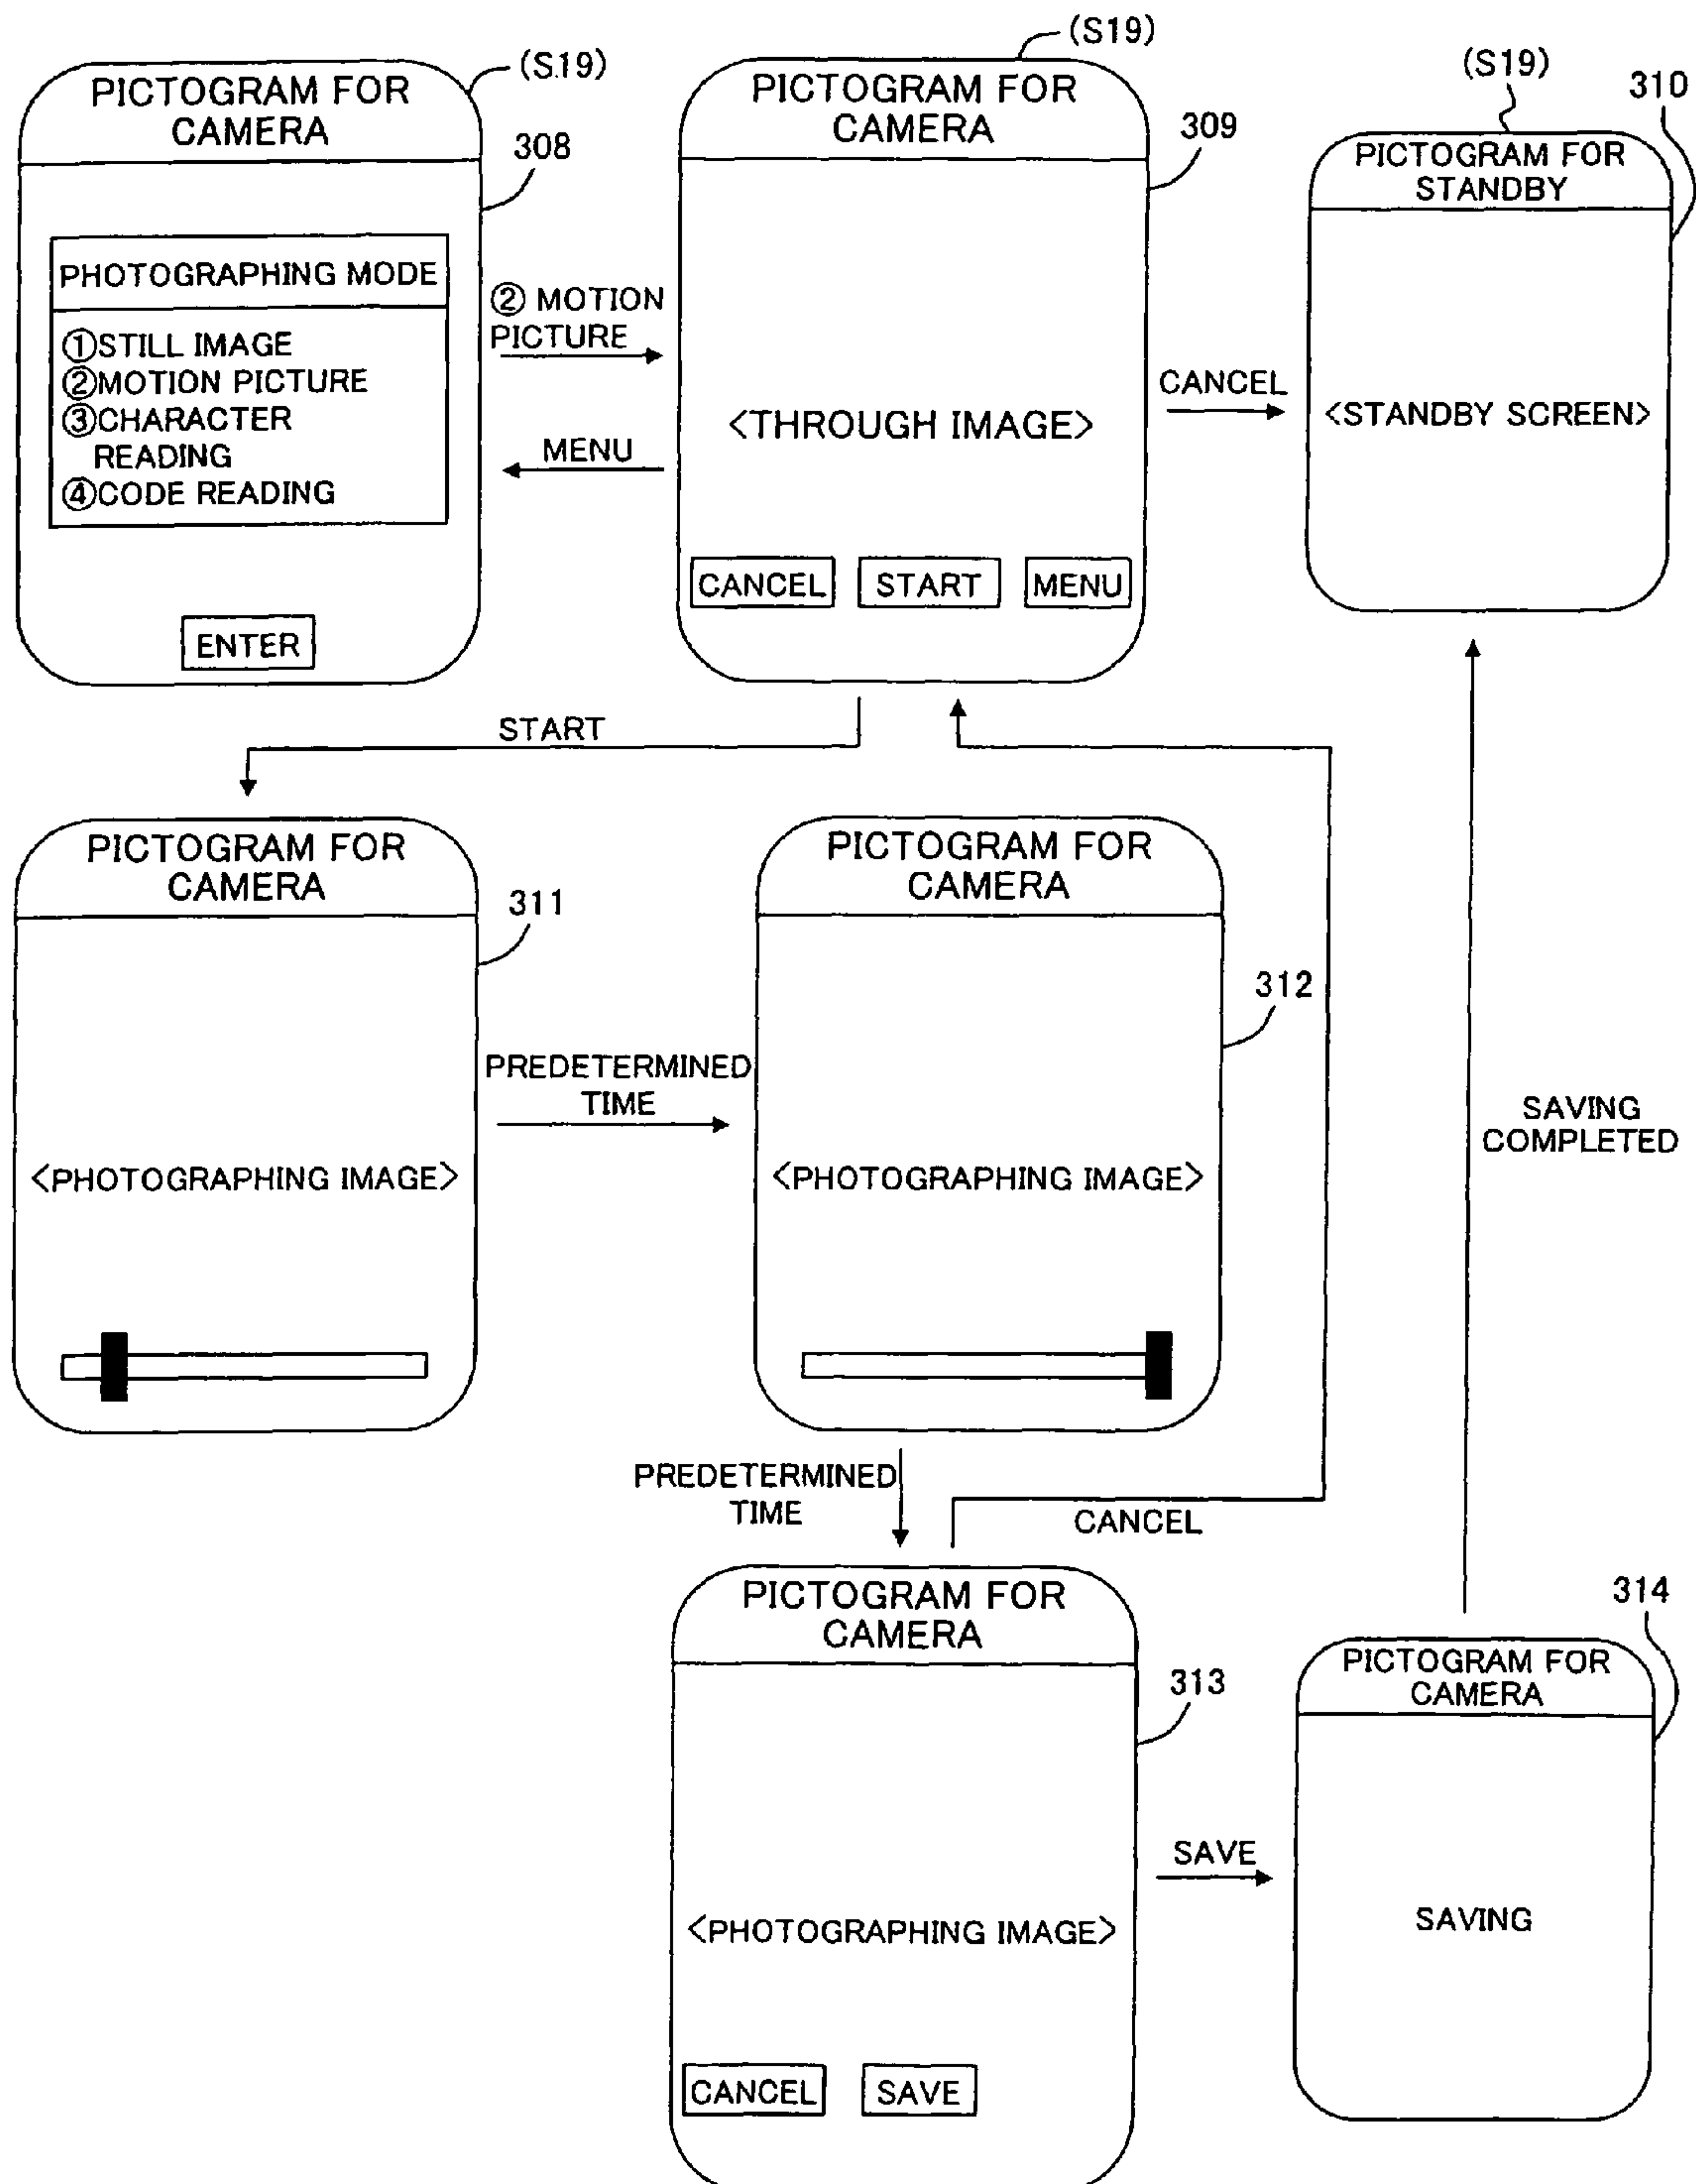 (S19)
PICTOGRAM FOR
CAMERA
308
PHOTOGRAPHING MODE
①STILL IMAGE
②MOTION PICTURE
③CHARACTER
READING
④CODE READING
ENTER
② MOTION
PICTURE
MENU
(S19)
PICTOGRAM FOR
CAMERA
309
<THROUGH IMAGE>
CANCEL START MENU
CANCEL
(S19)
310
PICTOGRAM FOR
STANDBY
<STANDBY SCREEN>
START
PICTOGRAM FOR
CAMERA
311
<PHOTOGRAPHING IMAGE>
PREDETERMINED
TIME
PICTOGRAM FOR
CAMERA
312
<PHOTOGRAPHING IMAGE>
SAVING
COMPLETED
PREDETERMINED
TIME
CANCEL
PICTOGRAM FOR
CAMERA
313
<PHOTOGRAPHING IMAGE>
CANCEL SAVE
SAVE
314
PICTOGRAM FOR
CAMERA
SAVING